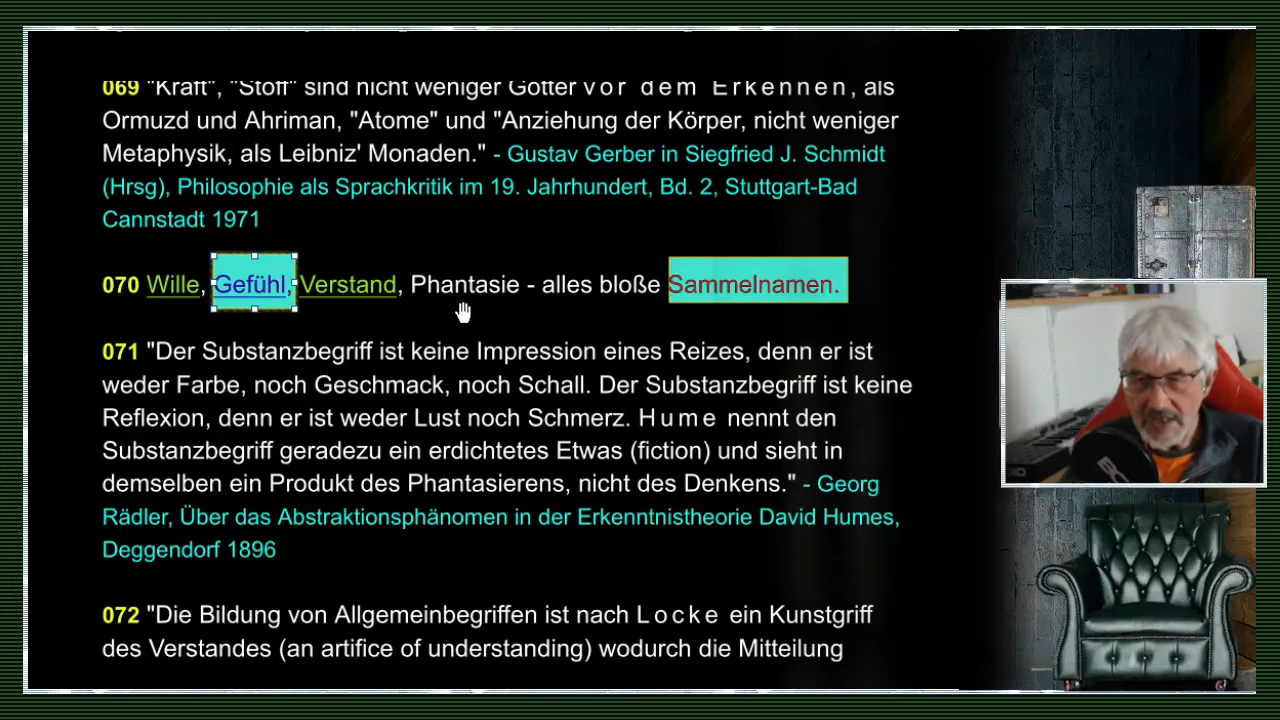 069 "Kraft", "Stoff" sind nicht weniger Götter vor dem Erkennen, als
Ormuzd und Ahriman, "Atome" und "Anziehung der Körper, nicht weniger
Metaphysik, als Leibniz' Monaden." - Gustav Gerber in Siegfried J. Schmidt
(Hrsg), Philosophie als Sprachkritik im 19. Jahrhundert, Bd. 2, Stuttgart-Bad
Cannstadt 1971
070 Wille, Gefühl, Verstand, Phantasie - alles bloße Sammelnamen.
071 "Der Substanzbegriff ist keine Impression eines Reizes, denn er ist
weder Farbe, noch Geschmack, noch Schall. Der Substanzbegriff ist keine
Reflexion, denn er ist weder Lust noch Schmerz. Hume nennt den
Substanzbegriff geradezu ein erdichtetes Etwas (fiction) und sieht in
demselben ein Produkt des Phantasierens, nicht des Denkens." - Georg
Rädler, Über das Abstraktionsphänomen in der Erkenntnistheorie David Humes,
Deggendorf 1896
072 "Die Bildung von Allgemeinbegriffen ist nach Locke ein Kunstgriff
des Verstandes (an artifice of understanding) wodurch die Mitteilung